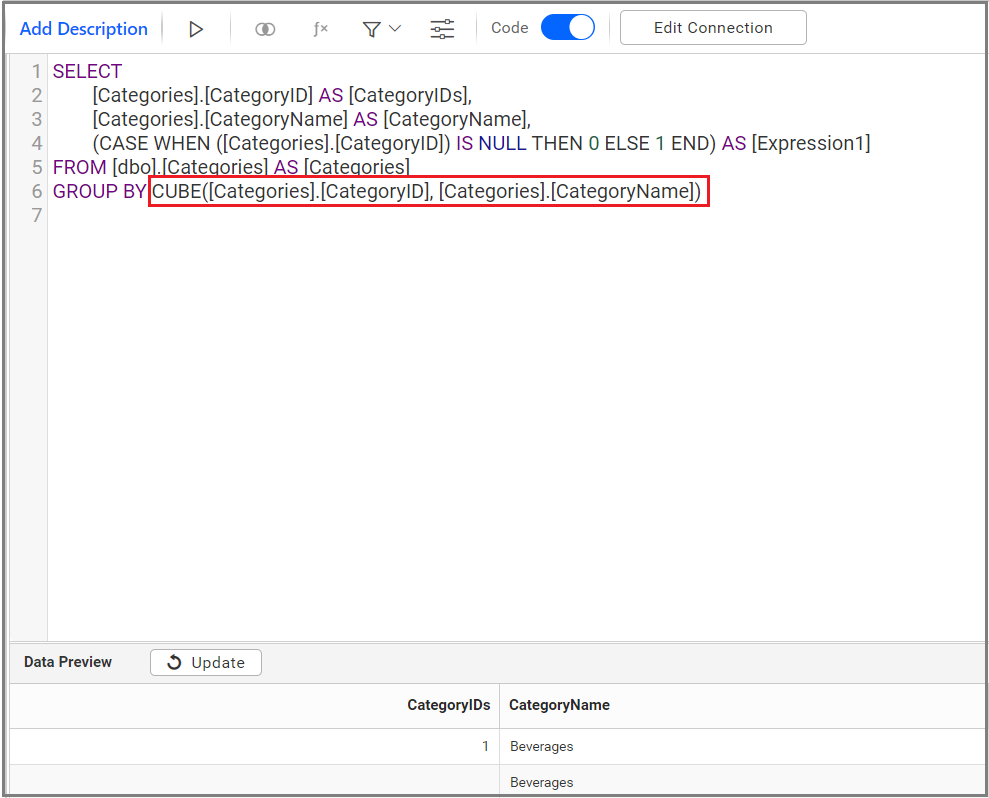 Add Description ƒx Code Edit Connection
1 SELECT
2 [Categories].[CategoryID] AS [CategoryIDs],
3 [Categories].[CategoryName] AS [CategoryName],
4 (CASE WHEN ([Categories].[CategoryID]) IS NULL THEN 0 ELSE 1 END) AS [Expression1]
5 FROM [dbo].[Categories] AS [Categories]
6 GROUP BY CUBE([Categories].[CategoryID], [Categories].[CategoryName])
7
Data Preview Update
CategoryIDs CategoryName
1 Beverages
Beverages